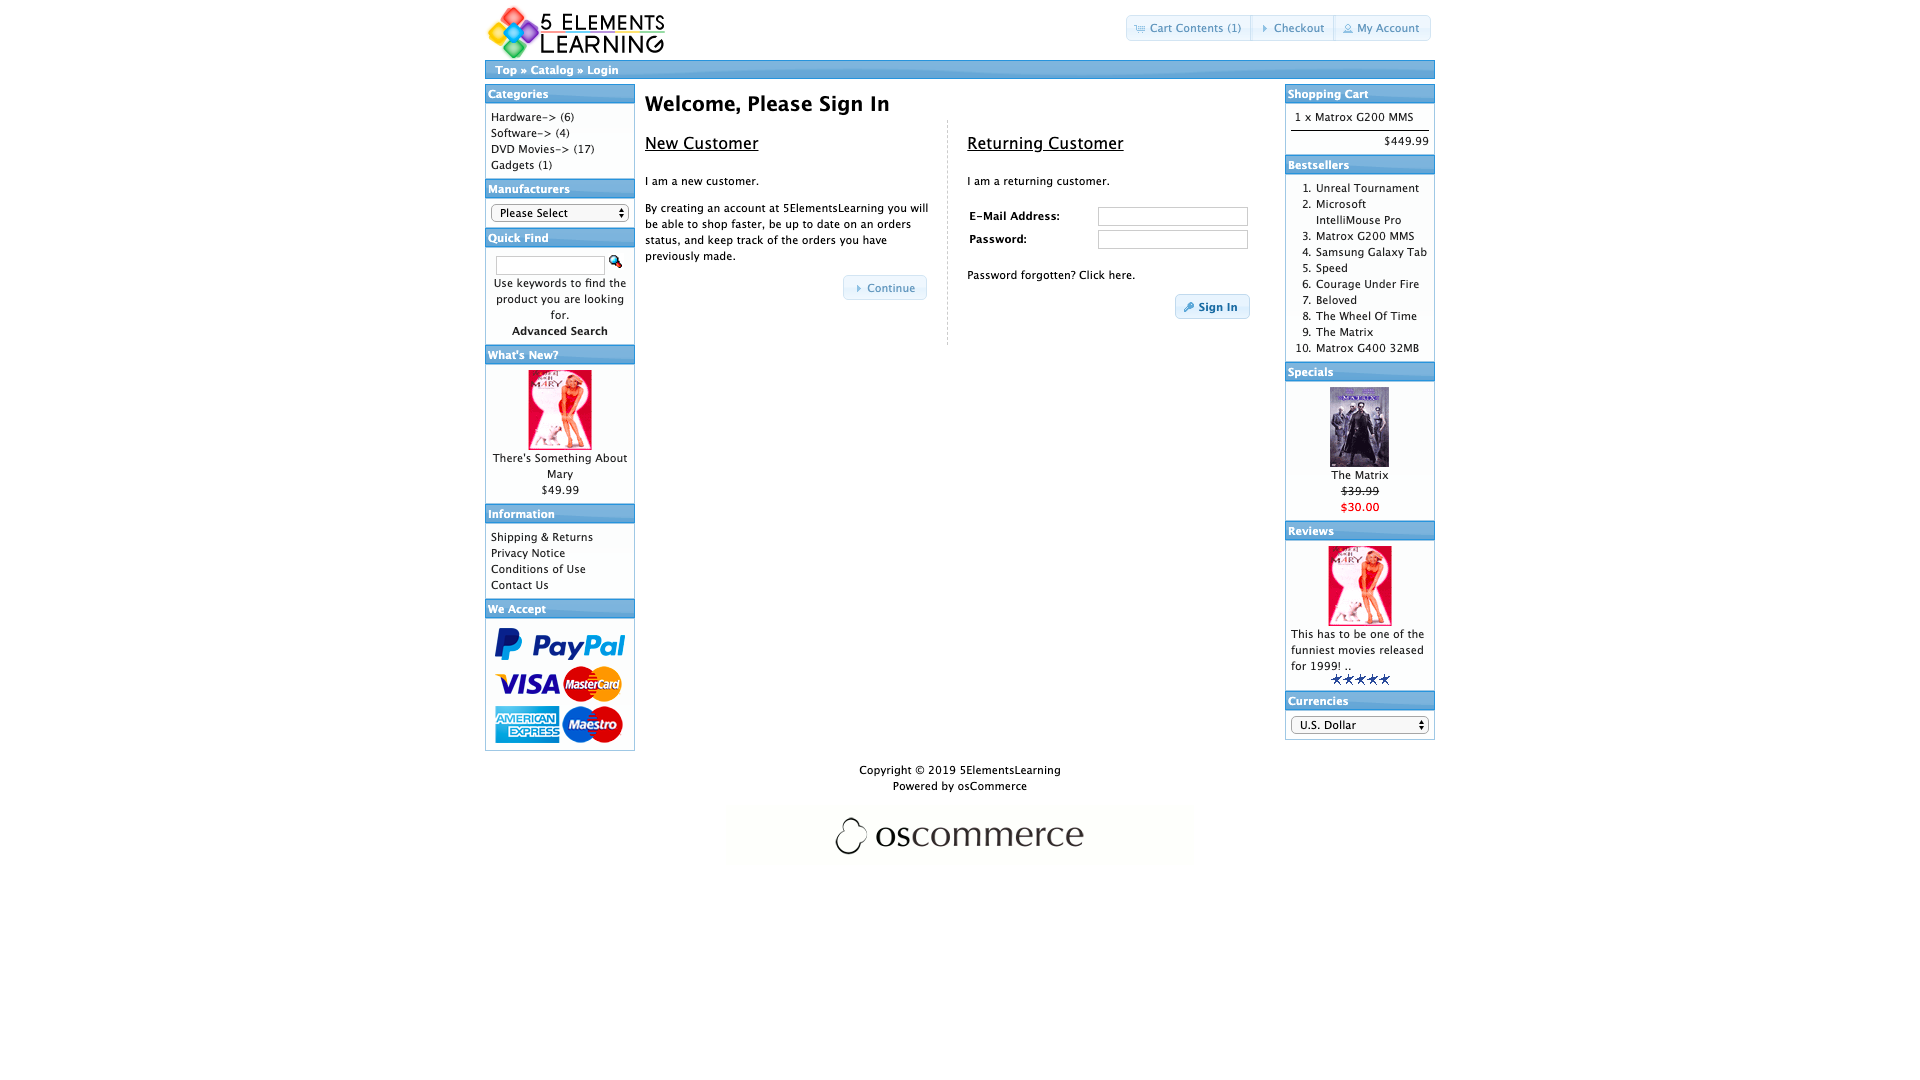 5 ELEMENTS
LEARNING
Cart Contents (1)
Checkout
My Account
Top » Catalog » Login
Categories
Hardware-> (6)
Software-> (4)
DVD Movies-> (17)
Gadgets (1)
Manufacturers
Please Select
Quick Find
Use keywords to find the
product you are looking
for.
Advanced Search
What's New?
MARY
There's Something About
Mary
$49.99
Information
Shipping & Returns
Privacy Notice
Conditions of Use
Contact Us
We Accept
PayPal
VISA
MasterCard
AMERICAN
EXPRESS
Maestro
Welcome, Please Sign In
New Customer
I am a new customer.
By creating an account at 5ElementsLearning you will
be able to shop faster, be up to date on an orders
status, and keep track of the orders you have
previously made.
Continue
Returning Customer
I am a returning customer.
E-Mail Address:
Password:
Password forgotten? Click here.
Sign In
Shopping Cart
1 x Matrox G200 MMS
$449.99
Bestsellers
1. Unreal Tournament
2. Microsoft
IntelliMouse Pro
3. Matrox G200 MMS
4. Samsung Galaxy Tab
5. Speed
6. Courage Under Fire
7. Beloved
8. The Wheel Of Time
9. The Matrix
10. Matrox G400 32MB
Specials
MATRIX
The Matrix
$39.99
$30.00
Reviews
MARY
This has to be one of the
funniest movies released
for 1999! ..
Currencies
U.S. Dollar
Copyright © 2019 5ElementsLearning
Powered by osCommerce
oscommerce